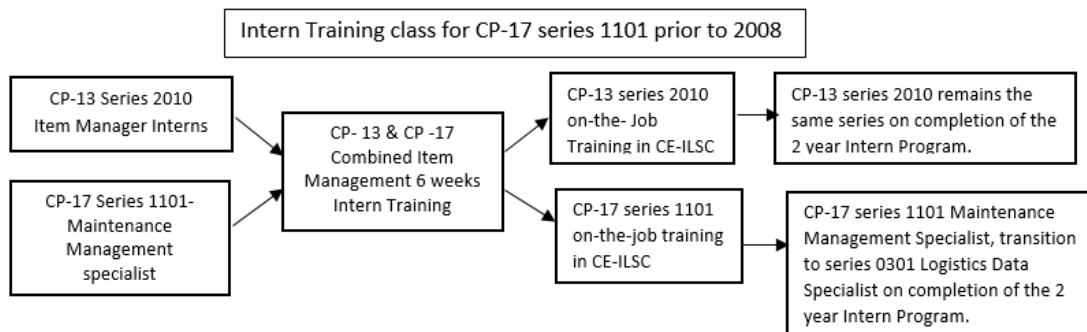 Intern Training class for CP-17 series 1101 prior to 2008
CP-13 Series 2010
Item Manager Interns
CP-17 Series 1101-
Maintenance
Management
specialist
CP- 13 & CP -17
Combined Item
Management 6 weeks
Intern Training
CP-13 series 2010
on-the- Job
Training in CE-ILSC
CP-17 series 1101
on-the-job training
in CE-ILSC
CP-13 series 2010 remains the
same series on completion of the
2 year Intern Program.
CP-17 series 1101 Maintenance
Management Specialist, transition
to series 0301 Logistics Data
Specialist on completion of the 2
year Intern Program.